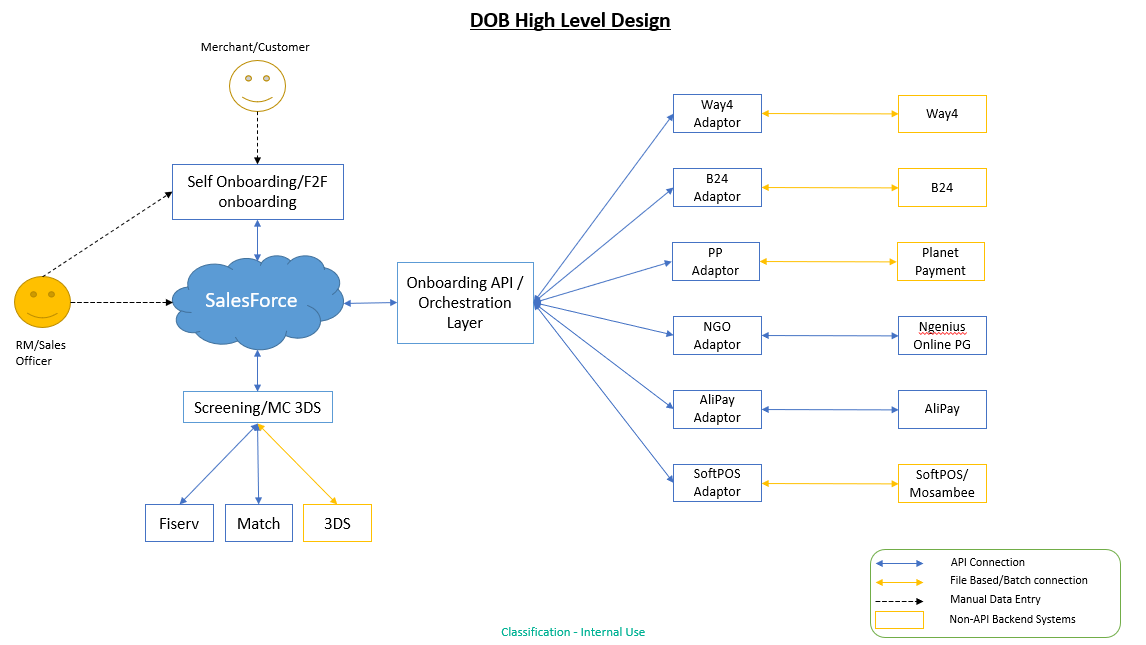 DOB High Level Design
Merchant/Customer
Self Onboarding/F2F
onboarding
RM/Sales
Officer
SalesForce
Onboarding API /
Orchestration
Layer
Screening/MC 3DS
Fiserv
Match
3DS
Way4
Adaptor
Way4
B24
Adaptor
B24
PP
Adaptor
Planet
Payment
NGO
Adaptor
Ngenius
Online PG
AliPay
Adaptor
AliPay
SoftPOS
Adaptor
SoftPOS/
Mosambee
API Connection
File Based/Batch connection
Manual Data Entry
Non-API Backend Systems
Classification - Internal Use